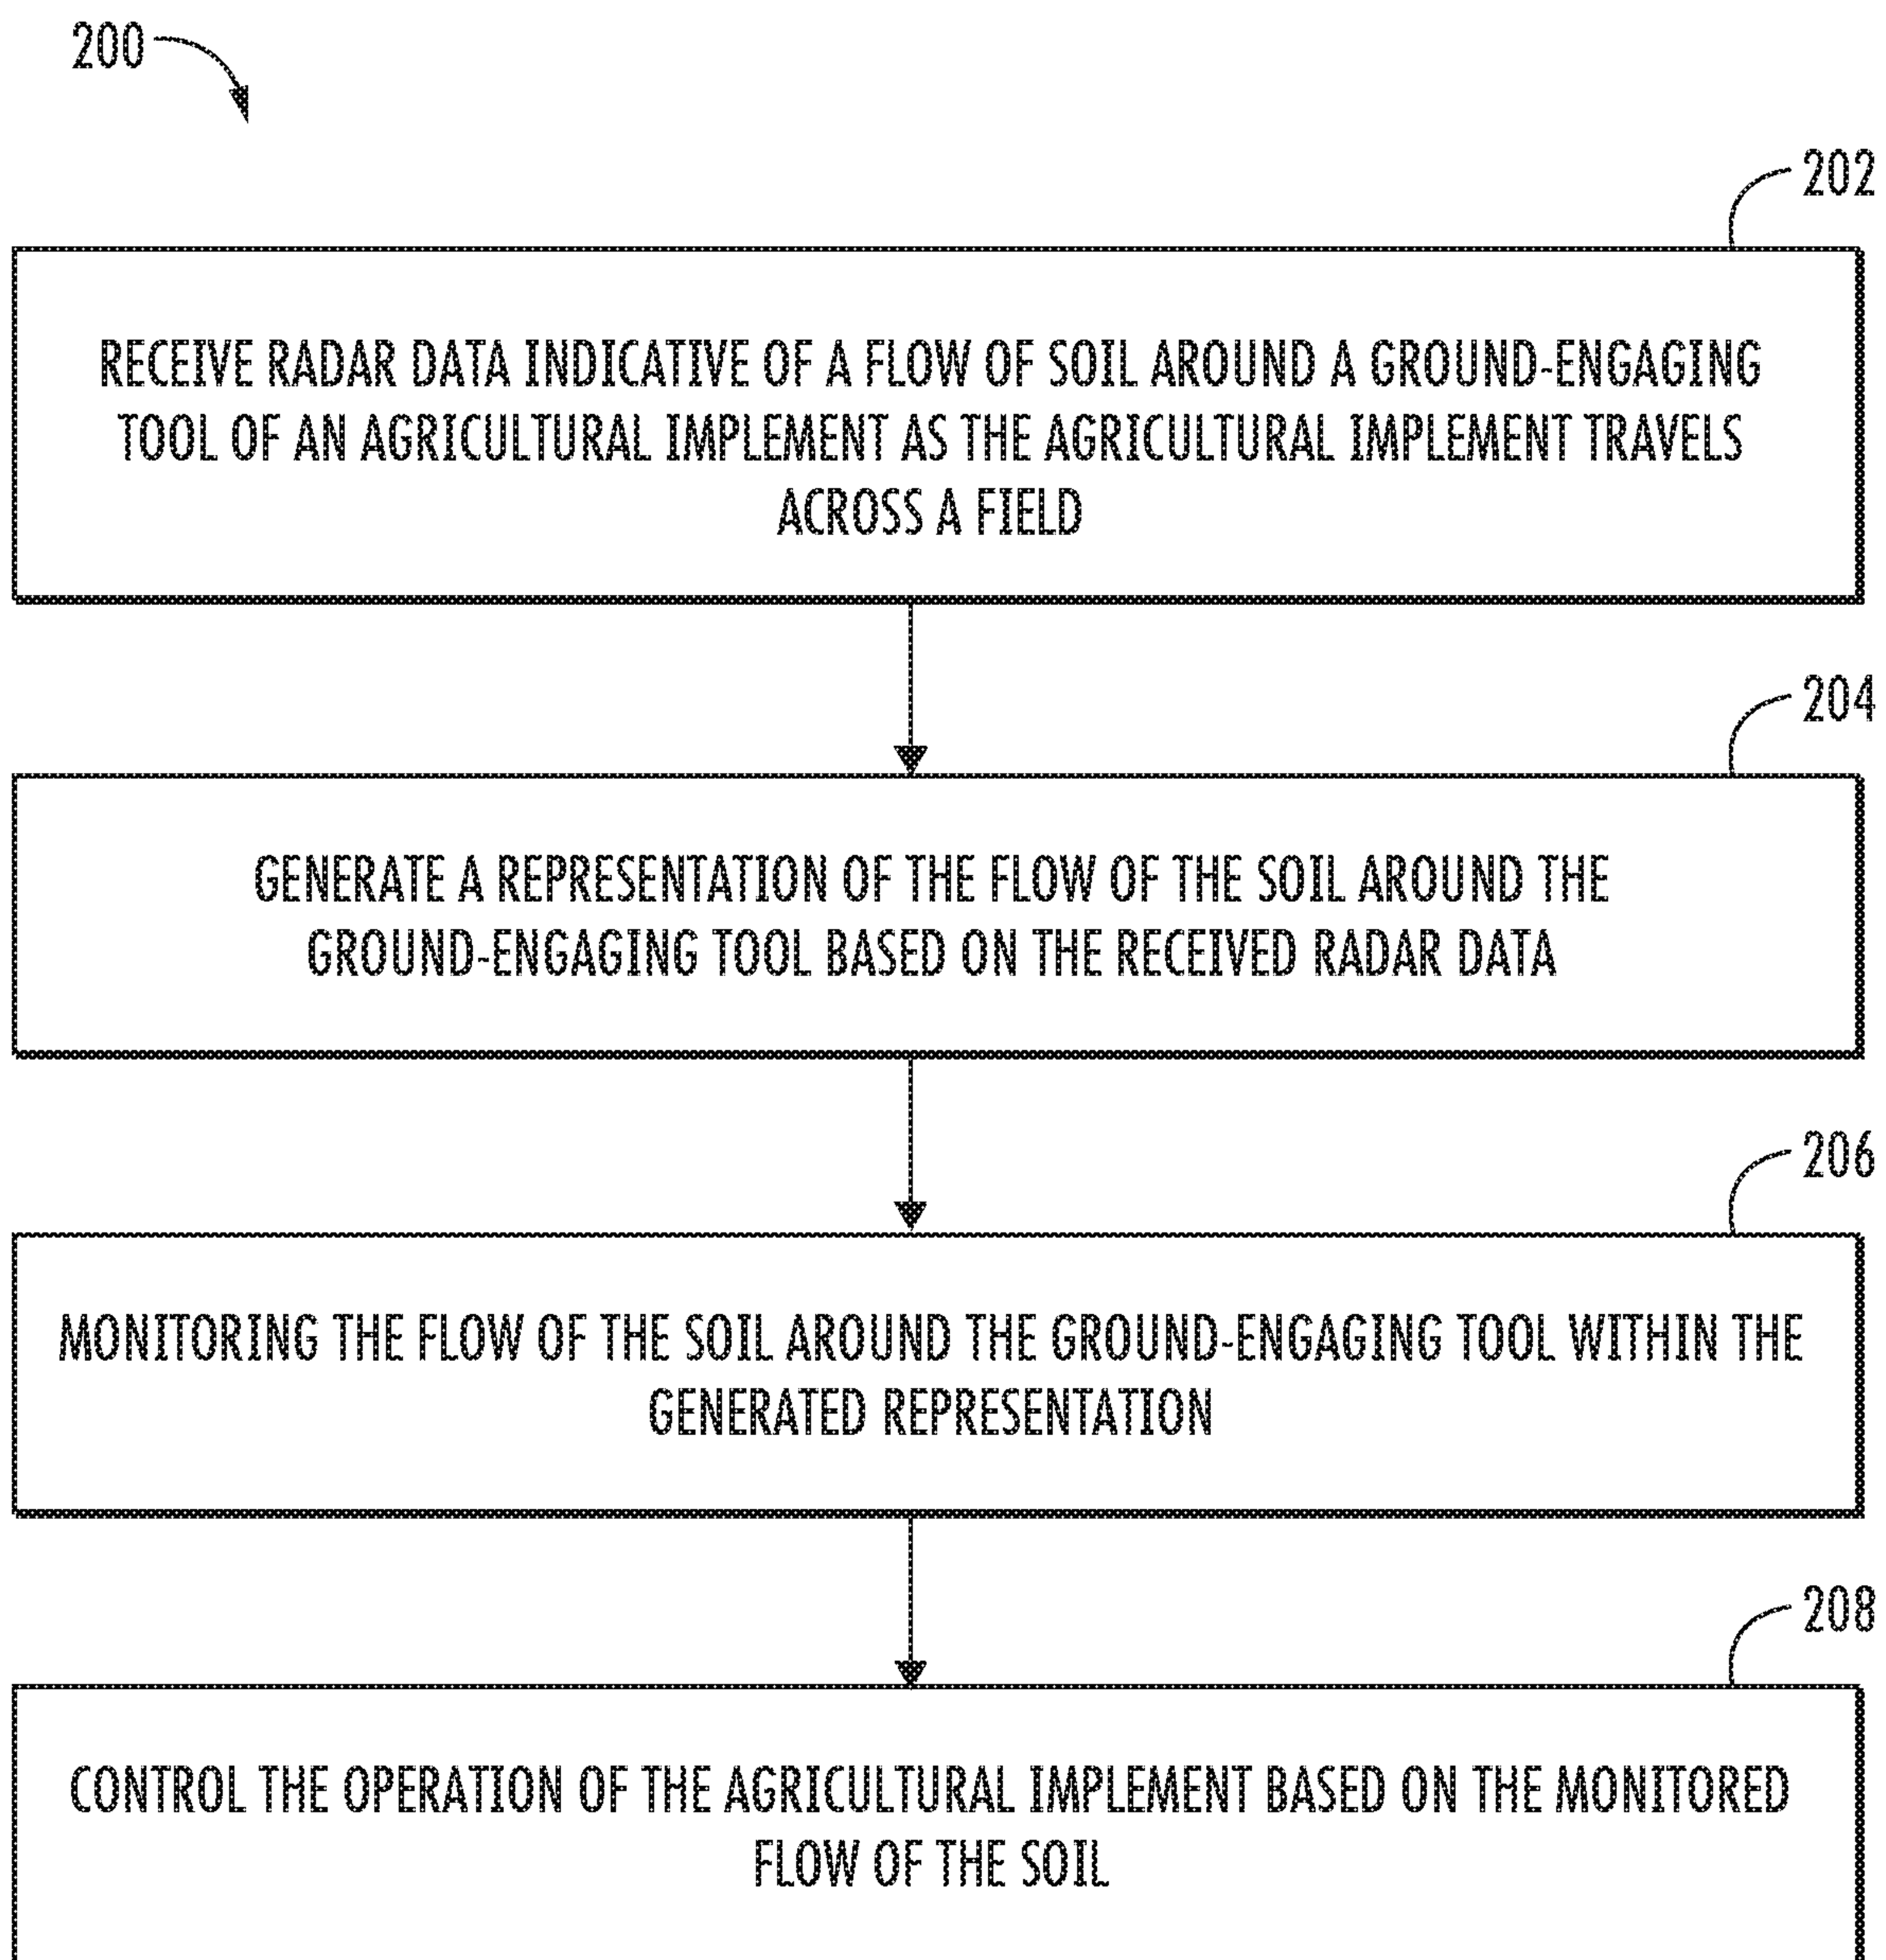 200
202
RECEIVE RADAR DATA INDICATIVE OF A FLOW OF SOIL AROUND A GROUND-ENGAGING
TOOL OF AN AGRICULTURAL IMPLEMENT AS THE AGRICULTURAL IMPLEMENT TRAVELS
ACROSS A FIELD
204
GENERATE A REPRESENTATION OF THE FLOW OF THE SOIL AROUND THE
GROUND-ENGAGING TOOL BASED ON THE RECEIVED RADAR DATA
206
MONITORING THE FLOW OF THE SOIL AROUND THE GROUND-ENGAGING TOOL WITHIN THE
GENERATED REPRESENTATION
208
CONTROL THE OPERATION OF THE AGRICULTURAL IMPLEMENT BASED ON THE MONITORED
FLOW OF THE SOIL